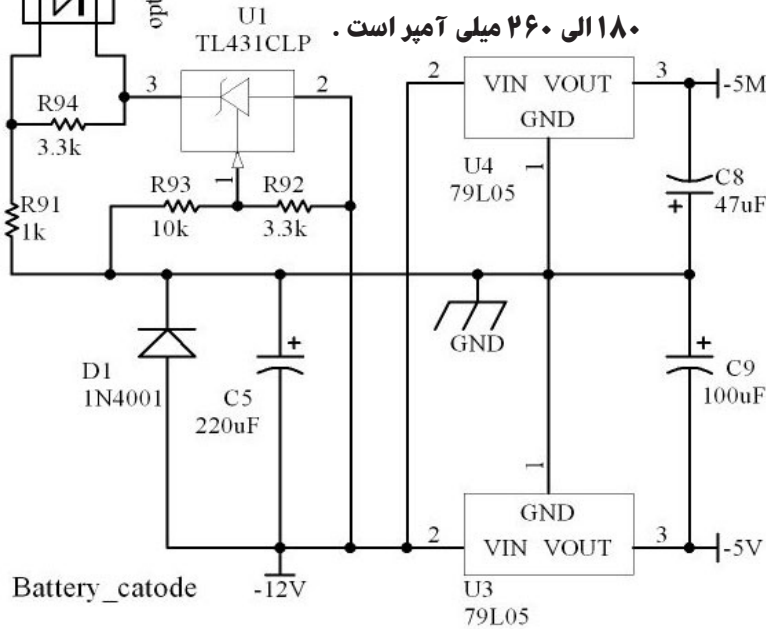 ۱۸۰ الی ۲۶۰ میلی آمپر است .
opt
U1
TL431CLP
3
2
1
R94
3.3k
R91
1k
R93
10k
R92
3.3k
2
VIN VOUT
3
GND
1
U4
79L05
-5M
C8
47uF
+
GND
D1
1N4001
+
C5
220uF
+
C9
100uF
1
GND
2
VIN VOUT
3
-5V
U3
79L05
Battery_catode
-12V